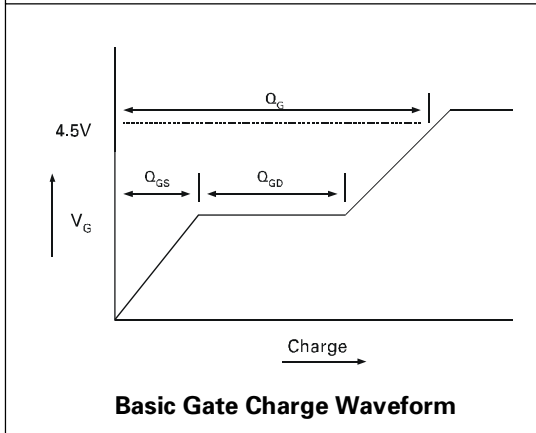 Q_G
4.5V
Q_GS Q_GD
V_G
Charge
Basic Gate Charge Waveform